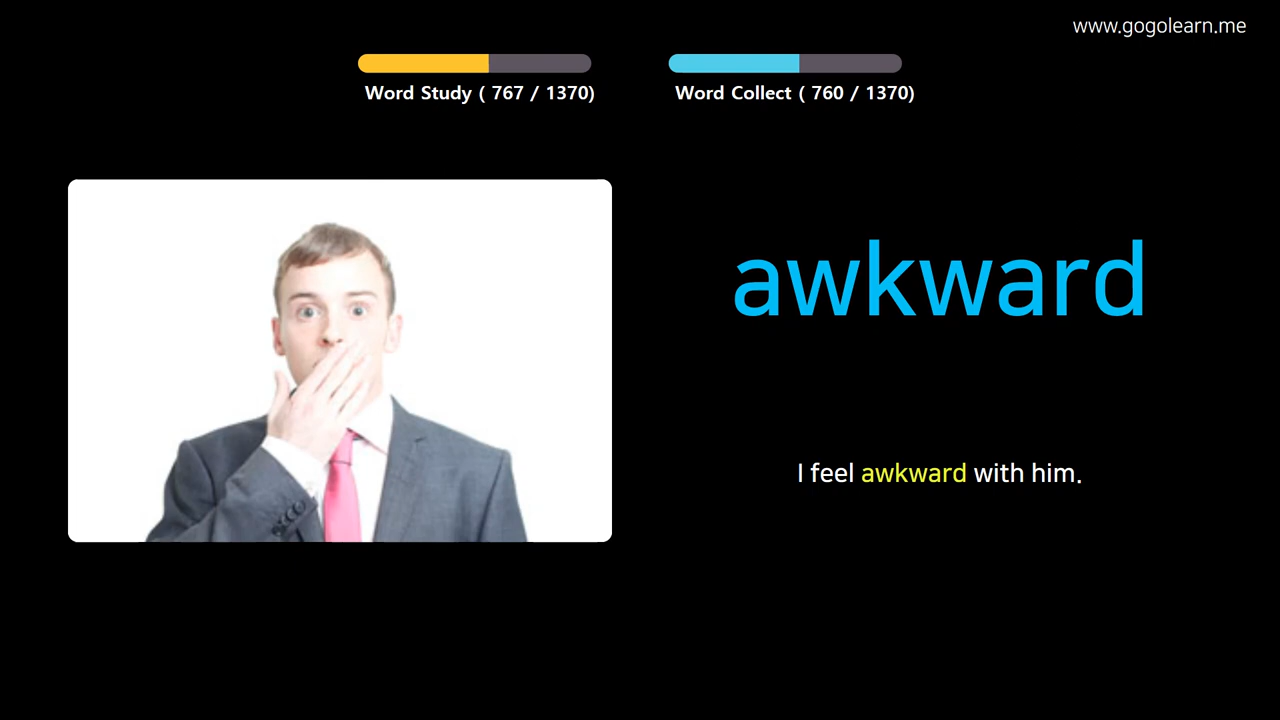 www.gogolearn.me
Word Study ( 767 / 1370)
Word Collect ( 760 / 1370)
awkward
I feel awkward with him.